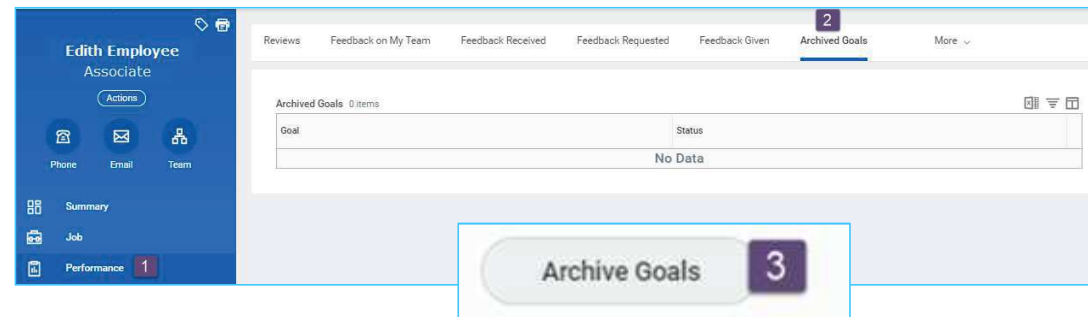 Edith Employee
Associate
Actions
Phone Email Team
Summary
Job
Performance 1
2
Reviews Feedback on My Team Feedback Received Feedback Requested Feedback Given Archived Goals More
Archived Goals 0 items
Goal Status
No Data
Archive Goals 3